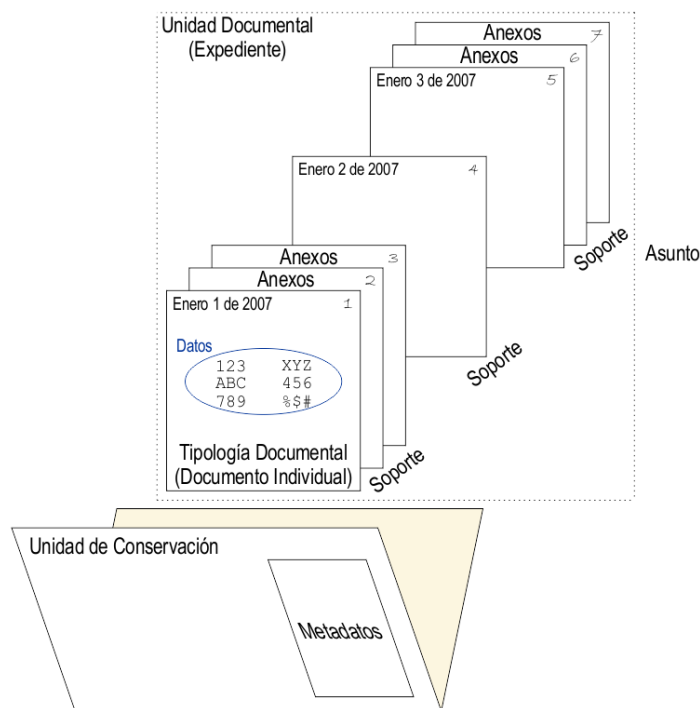 Unidad Documental
(Expediente)
Anexos 7
Anexos 6
Enero 3 de 2007 5
Enero 2 de 2007 4
Soporte
Asunto
Anexos 3
Anexos 2
Enero 1 de 2007 1
Datos
123 XYZ
ABC 456
789 %$#
Soporte
Tipología Documental
(Documento Individual)
Soporte
Unidad de Conservación
Metadatos